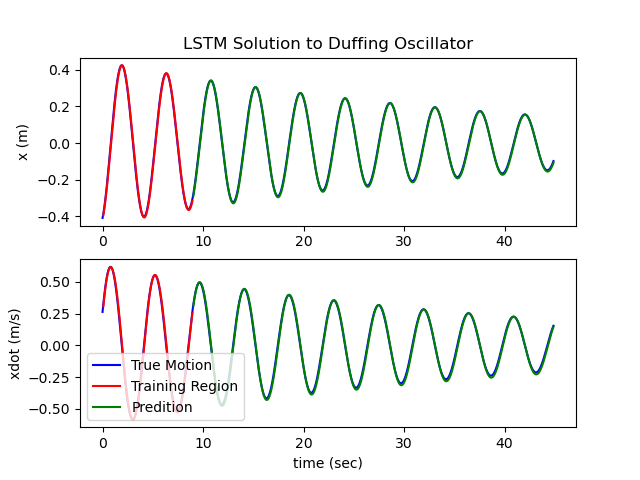 LSTM Solution to Duffing Oscillator
0.4
0.2
0.0
−0.2
−0.4
x (m)
0 10 20 30 40
0.50
0.25
0.00
−0.25
−0.50
xdot (m/s)
True Motion
Training Region
Predition
0 10 20 30 40
time (sec)